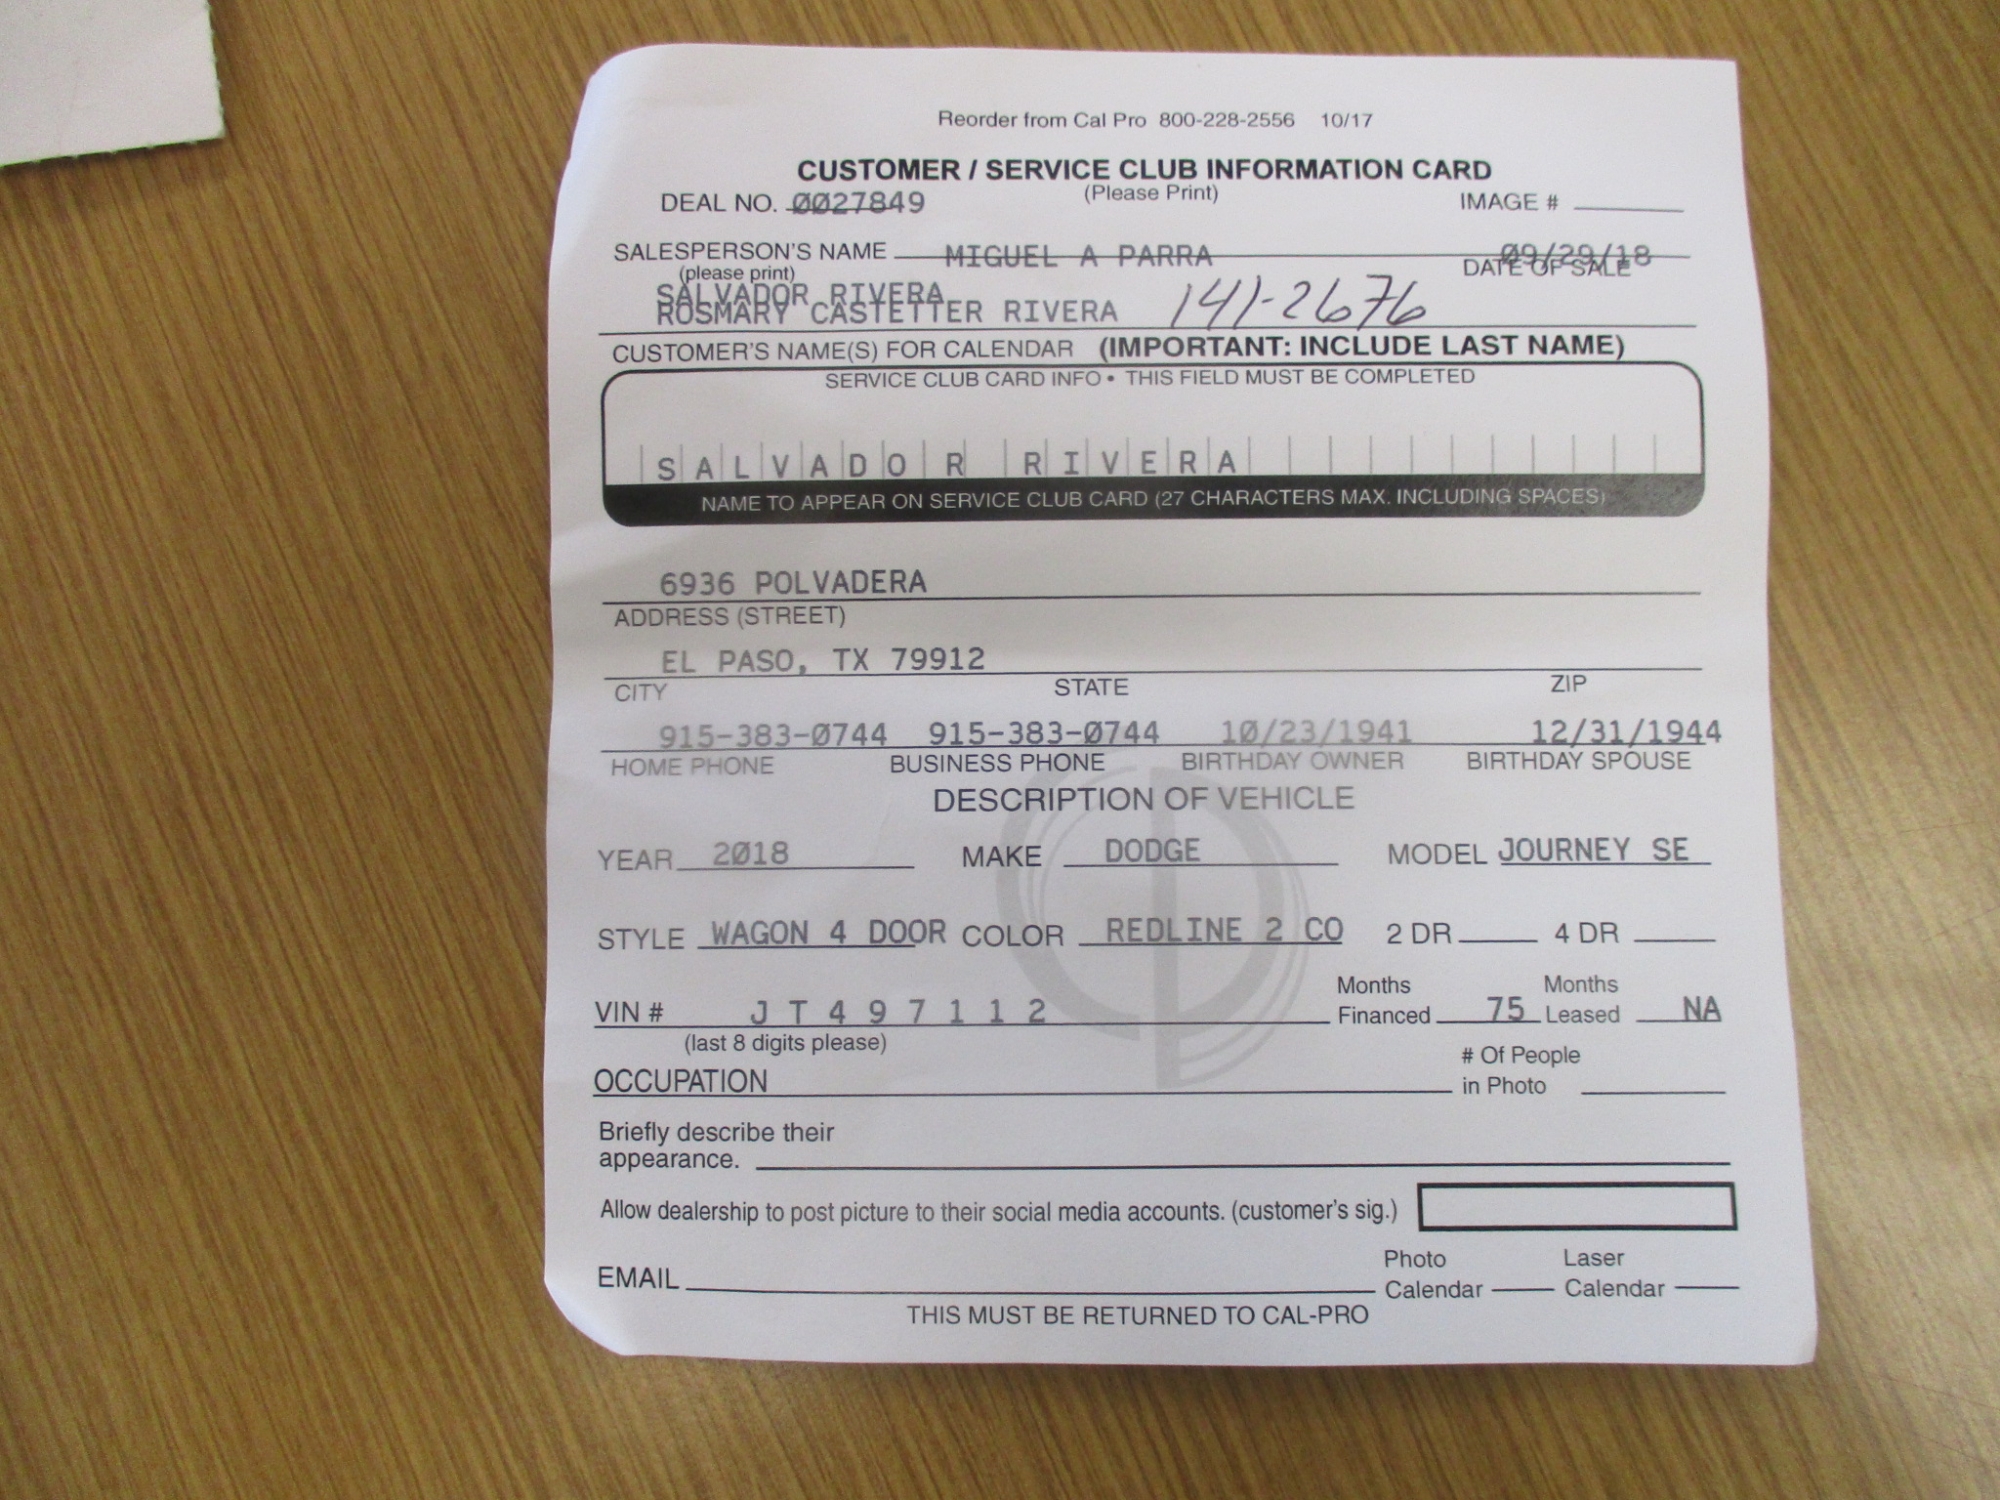 Reorder from Cal Pro 800-228-2556 10/17
CUSTOMER / SERVICE CLUB INFORMATION CARD
(Please Print)
DEAL NO. 0027849 IMAGE #
SALESPERSON'S NAME MIGUEL A PARRA 09/29/18
(please print) DATE OF SALE
SALVADOR RIVERA
ROSMARY CASTETTER RIVERA 141-2676
CUSTOMER'S NAME(S) FOR CALENDAR (IMPORTANT: INCLUDE LAST NAME)
SERVICE CLUB CARD INFO • THIS FIELD MUST BE COMPLETED
SALVADOR RIVERA
NAME TO APPEAR ON SERVICE CLUB CARD (27 CHARACTERS MAX. INCLUDING SPACES)
6936 POLVADERA
ADDRESS (STREET)
EL PASO, TX 79912
CITY STATE ZIP
915-383-0744 915-383-0744 10/23/1941 12/31/1944
HOME PHONE BUSINESS PHONE BIRTHDAY OWNER BIRTHDAY SPOUSE
DESCRIPTION OF VEHICLE
YEAR 2018 MAKE DODGE MODEL JOURNEY SE
STYLE WAGON 4 DOOR COLOR REDLINE 2 CO 2 DR 4 DR
Months Months
VIN # J T 4 9 7 1 1 2 Financed 75 Leased NA
(last 8 digits please)
# Of People
OCCUPATION in Photo
Briefly describe their
appearance.
Allow dealership to post picture to their social media accounts. (customer's sig.)
Photo Laser
EMAIL Calendar Calendar
THIS MUST BE RETURNED TO CAL-PRO